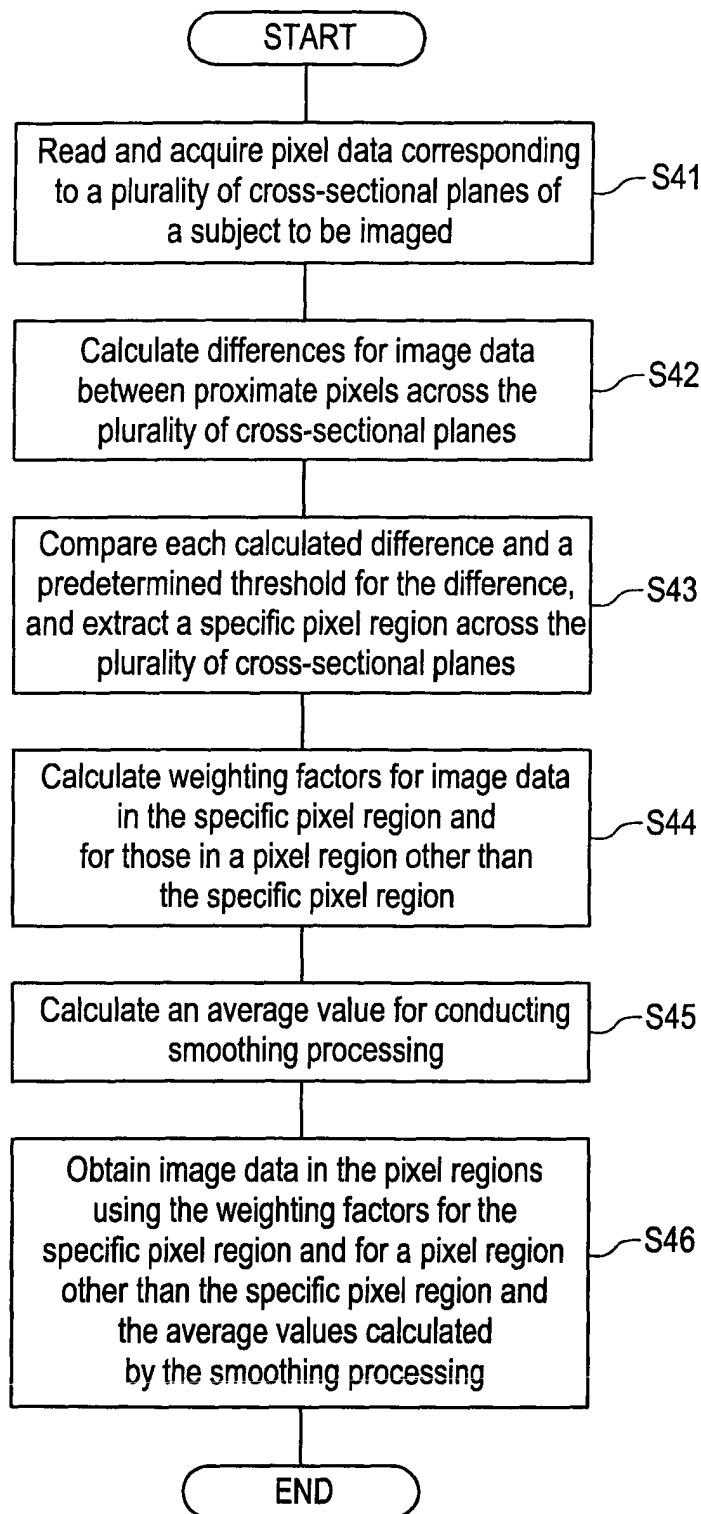 START
Read and acquire pixel data corresponding
to a plurality of cross-sectional planes of
a subject to be imaged
S41
Calculate differences for image data
between proximate pixels across the
plurality of cross-sectional planes
S42
Compare each calculated difference and a
predetermined threshold for the difference,
and extract a specific pixel region across the
plurality of cross-sectional planes
S43
Calculate weighting factors for image data
in the specific pixel region and
for those in a pixel region other than
the specific pixel region
S44
Calculate an average value for conducting
smoothing processing
S45
Obtain image data in the pixel regions
using the weighting factors for the
specific pixel region and for a pixel region
other than the specific pixel region and
the average values calculated
by the smoothing processing
S46
END